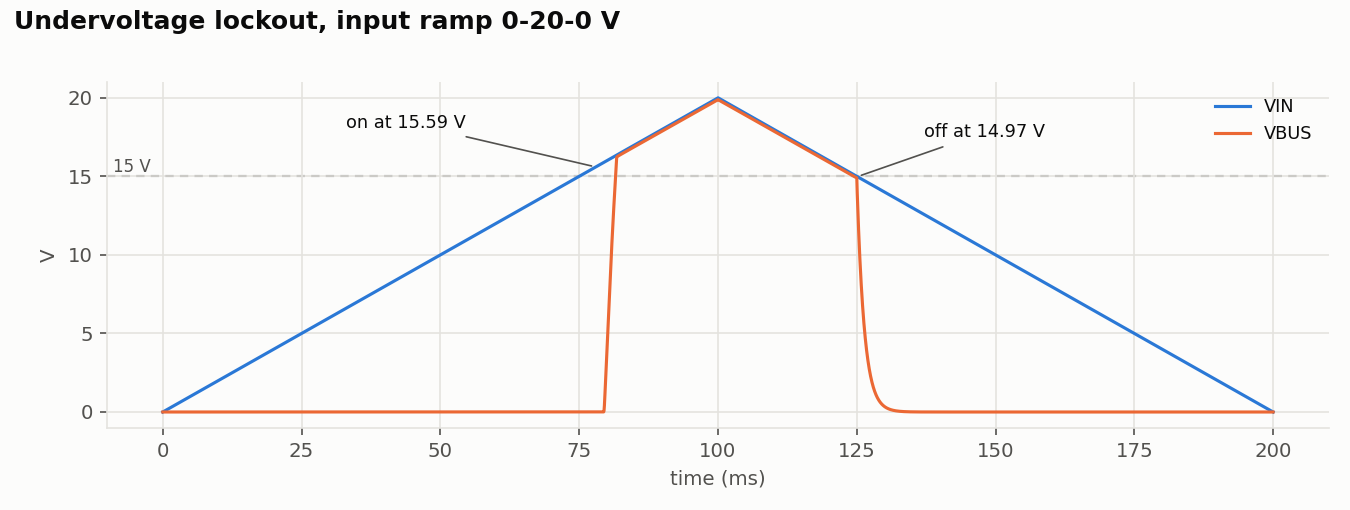 Undervoltage lockout, input ramp 0-20-0 V
on at 15.59 V
off at 14.97 V
VIN
VBUS
15 V
V
20
15
10
5
0
0
25
50
75
100
125
150
175
200
time (ms)